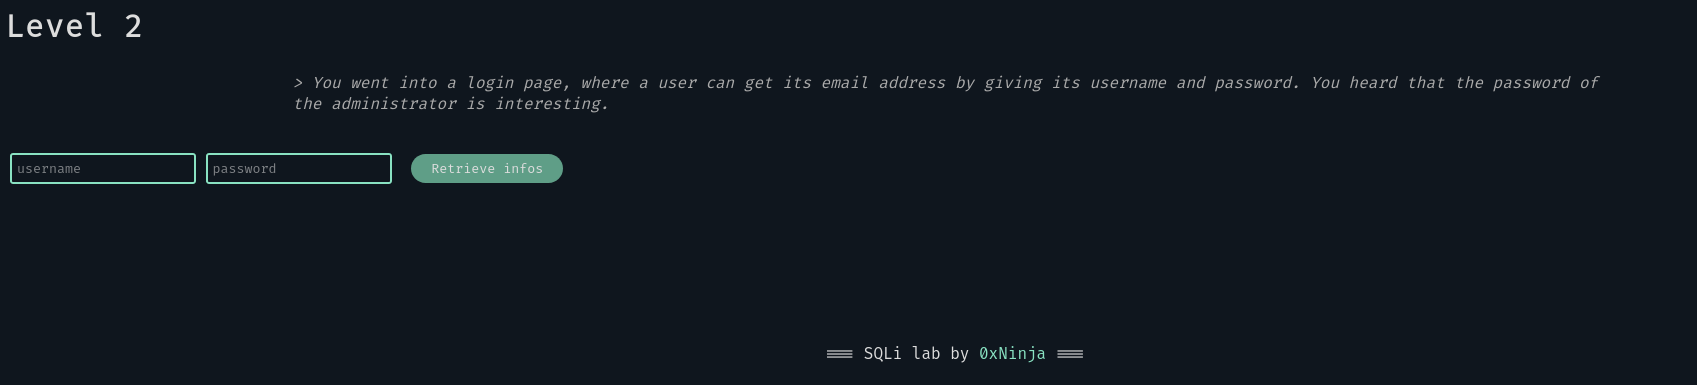 Level 2
> You went into a login page, where a user can get its email address by giving its username and password. You heard that the password of
the administrator is interesting.
username password Retrieve infos
═══ SQLi lab by 0xNinja ═══